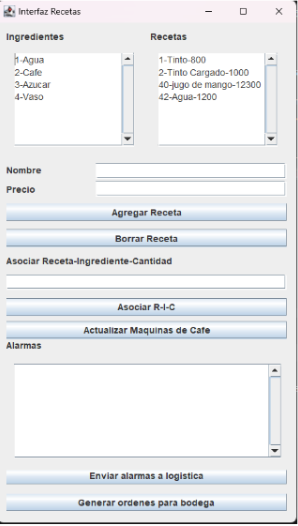 Interfaz Recetas
Ingredientes
Recetas
1-Agua
2-Cafe
3-Azucar
4-Vaso
1-Tinto-800
2-Tinto Cargado-1000
40-jugo de mango-12300
42-Agua-1200
Nombre
Precio
Agregar Receta
Borrar Receta
Asociar Receta-Ingrediente-Cantidad
Asociar R-I-C
Actualizar Maquinas de Cafe
Alarmas
Enviar alarmas a logistica
Generar ordenes para bodega